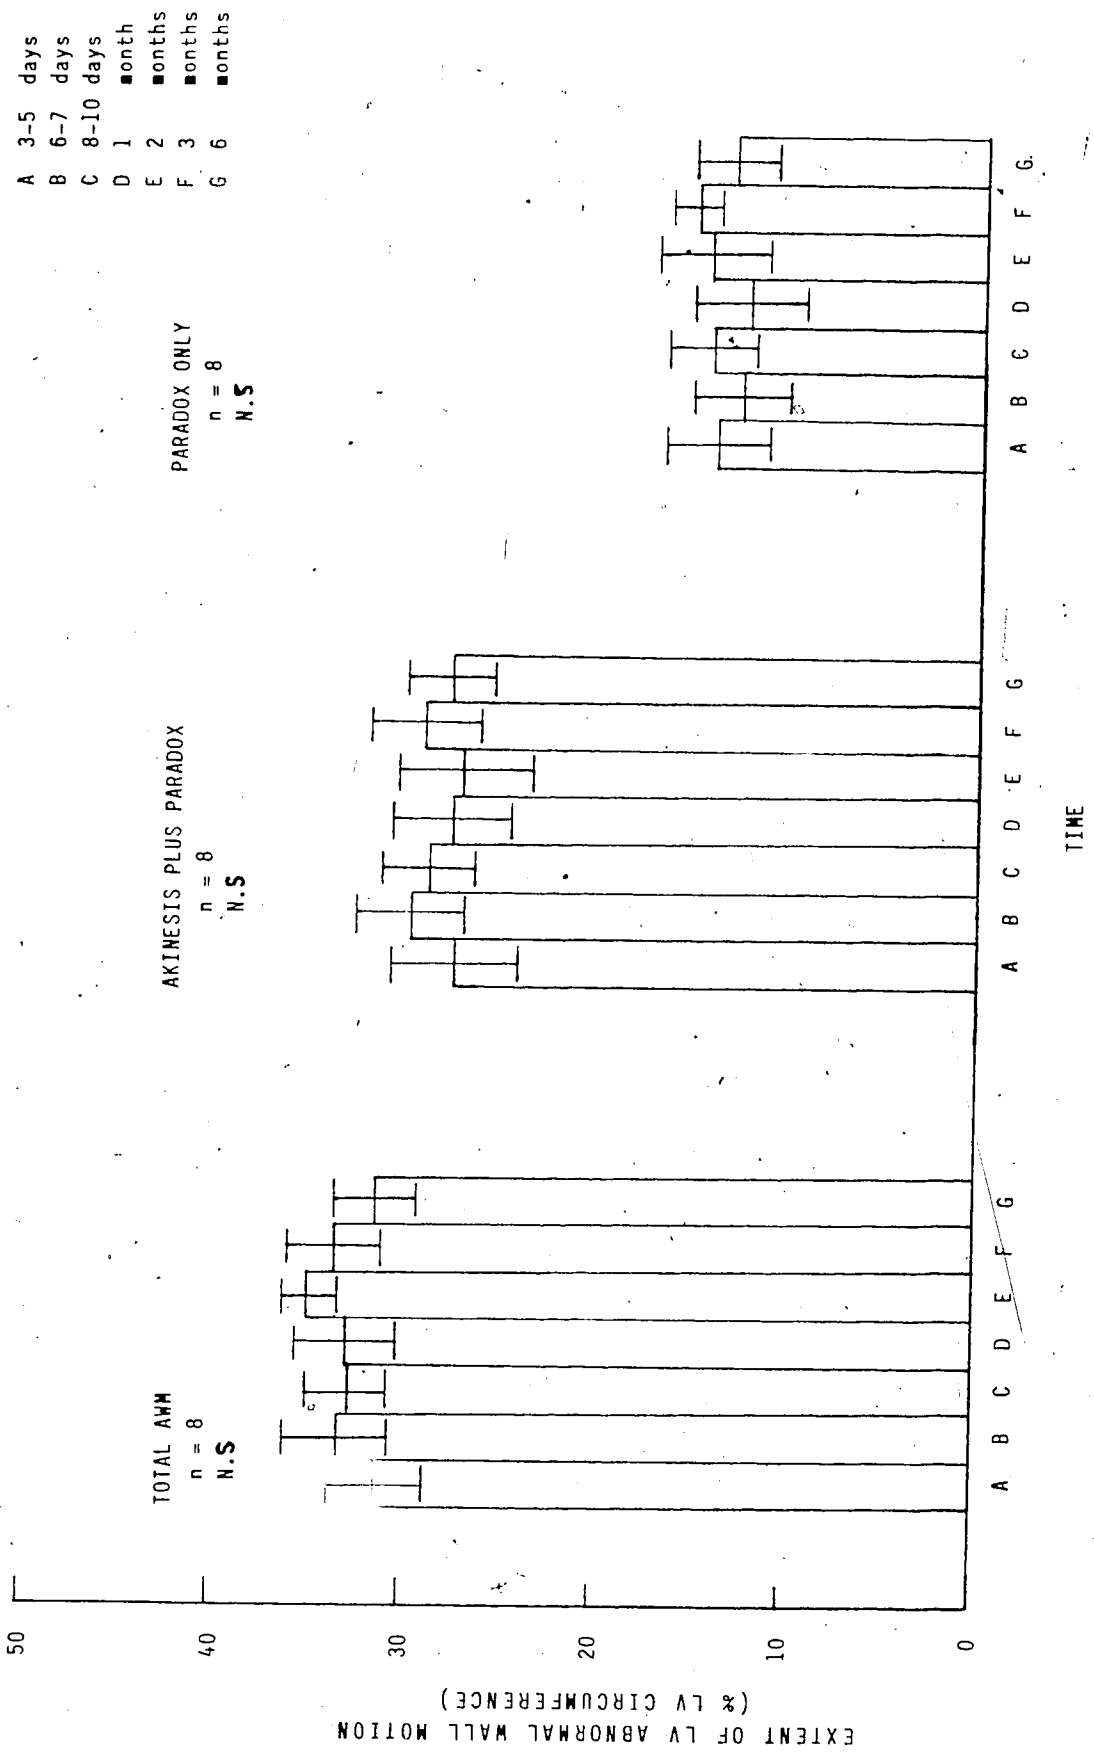 A 3-5 days
B 6-7 days
C 8-10 days
D 1 month
E 2 months
F 3 months
G 6 months
TOTAL AWM
n = 8
N.S
AKINESIS PLUS PARADOX
n = 8
N.S
PARADOX ONLY
n = 8
N.S
EXTENT OF LV ABNORMAL WALL MOTION
(% LV CIRCUMFERENCE)
50
40
30
20
10
0
A B C D E F G
A B C D E F G
A B C D E F G
TIME